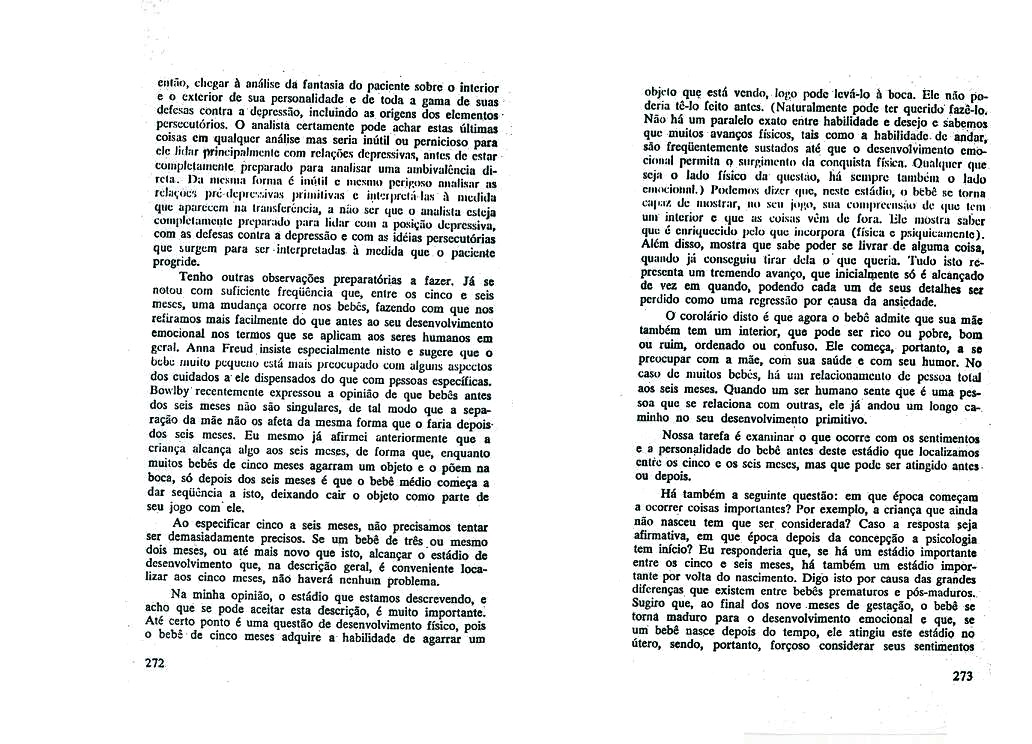 então, chegar à análise da fantasia do paciente sobre o interior
e o exterior de sua personalidade e de toda a gama de suas
defesas contra a depressão, incluindo as origens dos elementos
persecutórios. O analista certamente pode achar estas últimas
coisas em qualquer análise mas seria inútil ou pernicioso para
ele lidar principalmente com relações depressivas, antes de estar
completamente preparado para analisar uma ambivalência di-
reta. Da mesma forma é inútil e mesmo perigoso analisar as
relações pré-depressivas primitivas e interpretá-las à medida
que aparecem na transferência, a não ser que o analista esteja
completamente preparado para lidar com a posição depressiva,
com as defesas contra a depressão e com as idéias persecutórias
que surgem para ser interpretadas à medida que o paciente
progride.
Tenho outras observações preparatórias a fazer. Já se
notou com suficiente freqüência que, entre os cinco e seis
meses, uma mudança ocorre nos bebês, fazendo com que nos
refiramos mais facilmente do que antes ao seu desenvolvimento
emocional nos termos que se aplicam aos seres humanos em
geral. Anna Freud insiste especialmente nisto e sugere que o
bebê muito pequeno está mais preocupado com alguns aspectos
dos cuidados a ele dispensados do que com pessoas específicas.
Bowlby recentemente expressou a opinião de que bebês antes
dos seis meses não são singulares, de tal modo que a sepa-
ração da mãe não os afeta da mesma forma que o faria depois
dos seis meses. Eu mesmo já afirmei anteriormente que a
criança alcança algo aos seis meses, de forma que, enquanto
muitos bebês de cinco meses agarram um objeto e o põem na
boca, só depois dos seis meses é que o bebê médio começa a
dar seqüência a isto, deixando cair o objeto como parte de
seu jogo com ele.
Ao especificar cinco a seis meses, não precisamos tentar
ser demasiadamente precisos. Se um bebê de três ou mesmo
dois meses, ou até mais novo que isto, alcançar o estádio de
desenvolvimento que, na descrição geral, é conveniente loca-
lizar aos cinco meses, não haverá nenhum problema.
Na minha opinião, o estádio que estamos descrevendo, e
acho que se pode aceitar esta descrição, é muito importante.
Até certo ponto é uma questão de desenvolvimento físico, pois
o bebê de cinco meses adquire a habilidade de agarrar um
272
objeto que está vendo, logo pode levá-lo à boca. Ele não po-
deria tê-lo feito antes. (Naturalmente pode ter querido fazê-lo.
Não há um paralelo exato entre habilidade e desejo e sabemos
que muitos avanços físicos, tais como a habilidade de andar,
são freqüentemente sustados até que o desenvolvimento emo-
cional permita o surgimento da conquista física. Qualquer que
seja o lado físico da questão, há sempre também o lado
emocional.) Podemos dizer que, neste estádio, o bebê se torna
capaz de mostrar, no seu jogo, sua compreensão de que tem
um interior e que as coisas vêm de fora. Ele mostra saber
que é enriquecido pelo que incorpora (física e psiquicamente).
Além disso, mostra que sabe poder se livrar de alguma coisa,
quando já conseguiu tirar dela o que queria. Tudo isto re-
presenta um tremendo avanço, que inicialmente só é alcançado
de vez em quando, podendo cada um de seus detalhes ser
perdido como uma regressão por causa da ansiedade.
O corolário disto é que agora o bebê admite que sua mãe
também tem um interior, que pode ser rico ou pobre, bom
ou ruim, ordenado ou confuso. Ele começa, portanto, a se
preocupar com a mãe, com sua saúde e com seu humor. No
caso de muitos bebês, há um relacionamento de pessoa total
aos seis meses. Quando um ser humano sente que é uma pes-
soa que se relaciona com outras, ele já andou um longo ca-
minho no seu desenvolvimento primitivo.
Nossa tarefa é examinar o que ocorre com os sentimentos
e a personalidade do bebê antes deste estádio que localizamos
entre os cinco e os seis meses, mas que pode ser atingido antes
ou depois.
Há também a seguinte questão: em que época começam
a ocorrer coisas importantes? Por exemplo, a criança que ainda
não nasceu tem que ser considerada? Caso a resposta seja
afirmativa, em que época depois da concepção a psicologia
tem início? Eu responderia que, se há um estádio importante
entre os cinco e seis meses, há também um estádio impor-
tante por volta do nascimento. Digo isto por causa das grandes
diferenças que existem entre bebês prematuros e pós-maduros.
Sugiro que, ao final dos nove meses de gestação, o bebê se
torna maduro para o desenvolvimento emocional e que, se
um bebê nasce depois do tempo, ele atingiu este estádio no
útero, sendo, portanto, forçoso considerar seus sentimentos
273